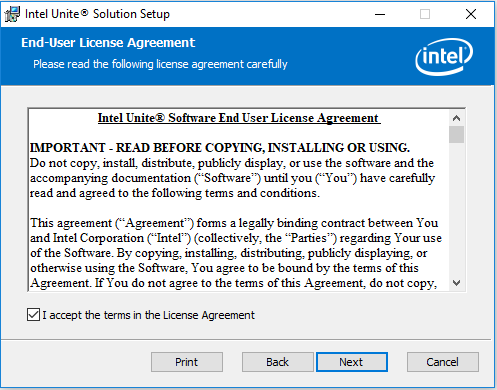 Intel Unite® Solution Setup
End-User License Agreement
Please read the following license agreement carefully
intel
Intel Unite® Software End User License Agreement
IMPORTANT - READ BEFORE COPYING, INSTALLING OR USING.
Do not copy, install, distribute, publicly display, or use the software and the
accompanying documentation (“Software”) until you (“You”) have carefully
read and agreed to the following terms and conditions.
This agreement (“Agreement”) forms a legally binding contract between You
and Intel Corporation (“Intel”) (collectively, the “Parties”) regarding Your use
of the Software. By copying, installing, distributing, publicly displaying, or
otherwise using the Software, You agree to be bound by the terms of this
Agreement. If You do not agree to the terms of this Agreement, do not copy,
I accept the terms in the License Agreement
Print
Back
Next
Cancel